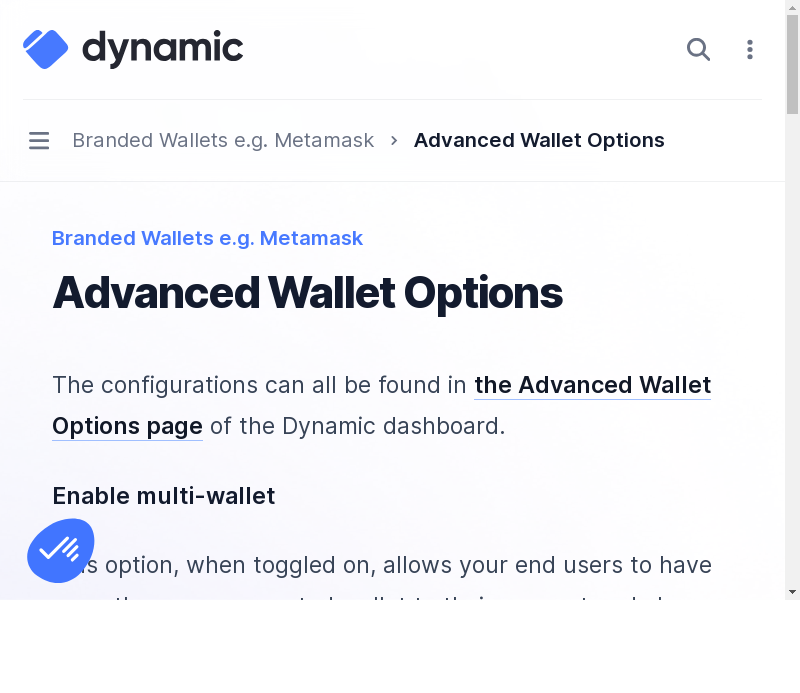 dynamic
Branded Wallets e.g. Metamask > Advanced Wallet Options
Branded Wallets e.g. Metamask
Advanced Wallet Options
The configurations can all be found in the Advanced Wallet
Options page of the Dynamic dashboard.
Enable multi-wallet
option, when toggled on, allows your end users to have